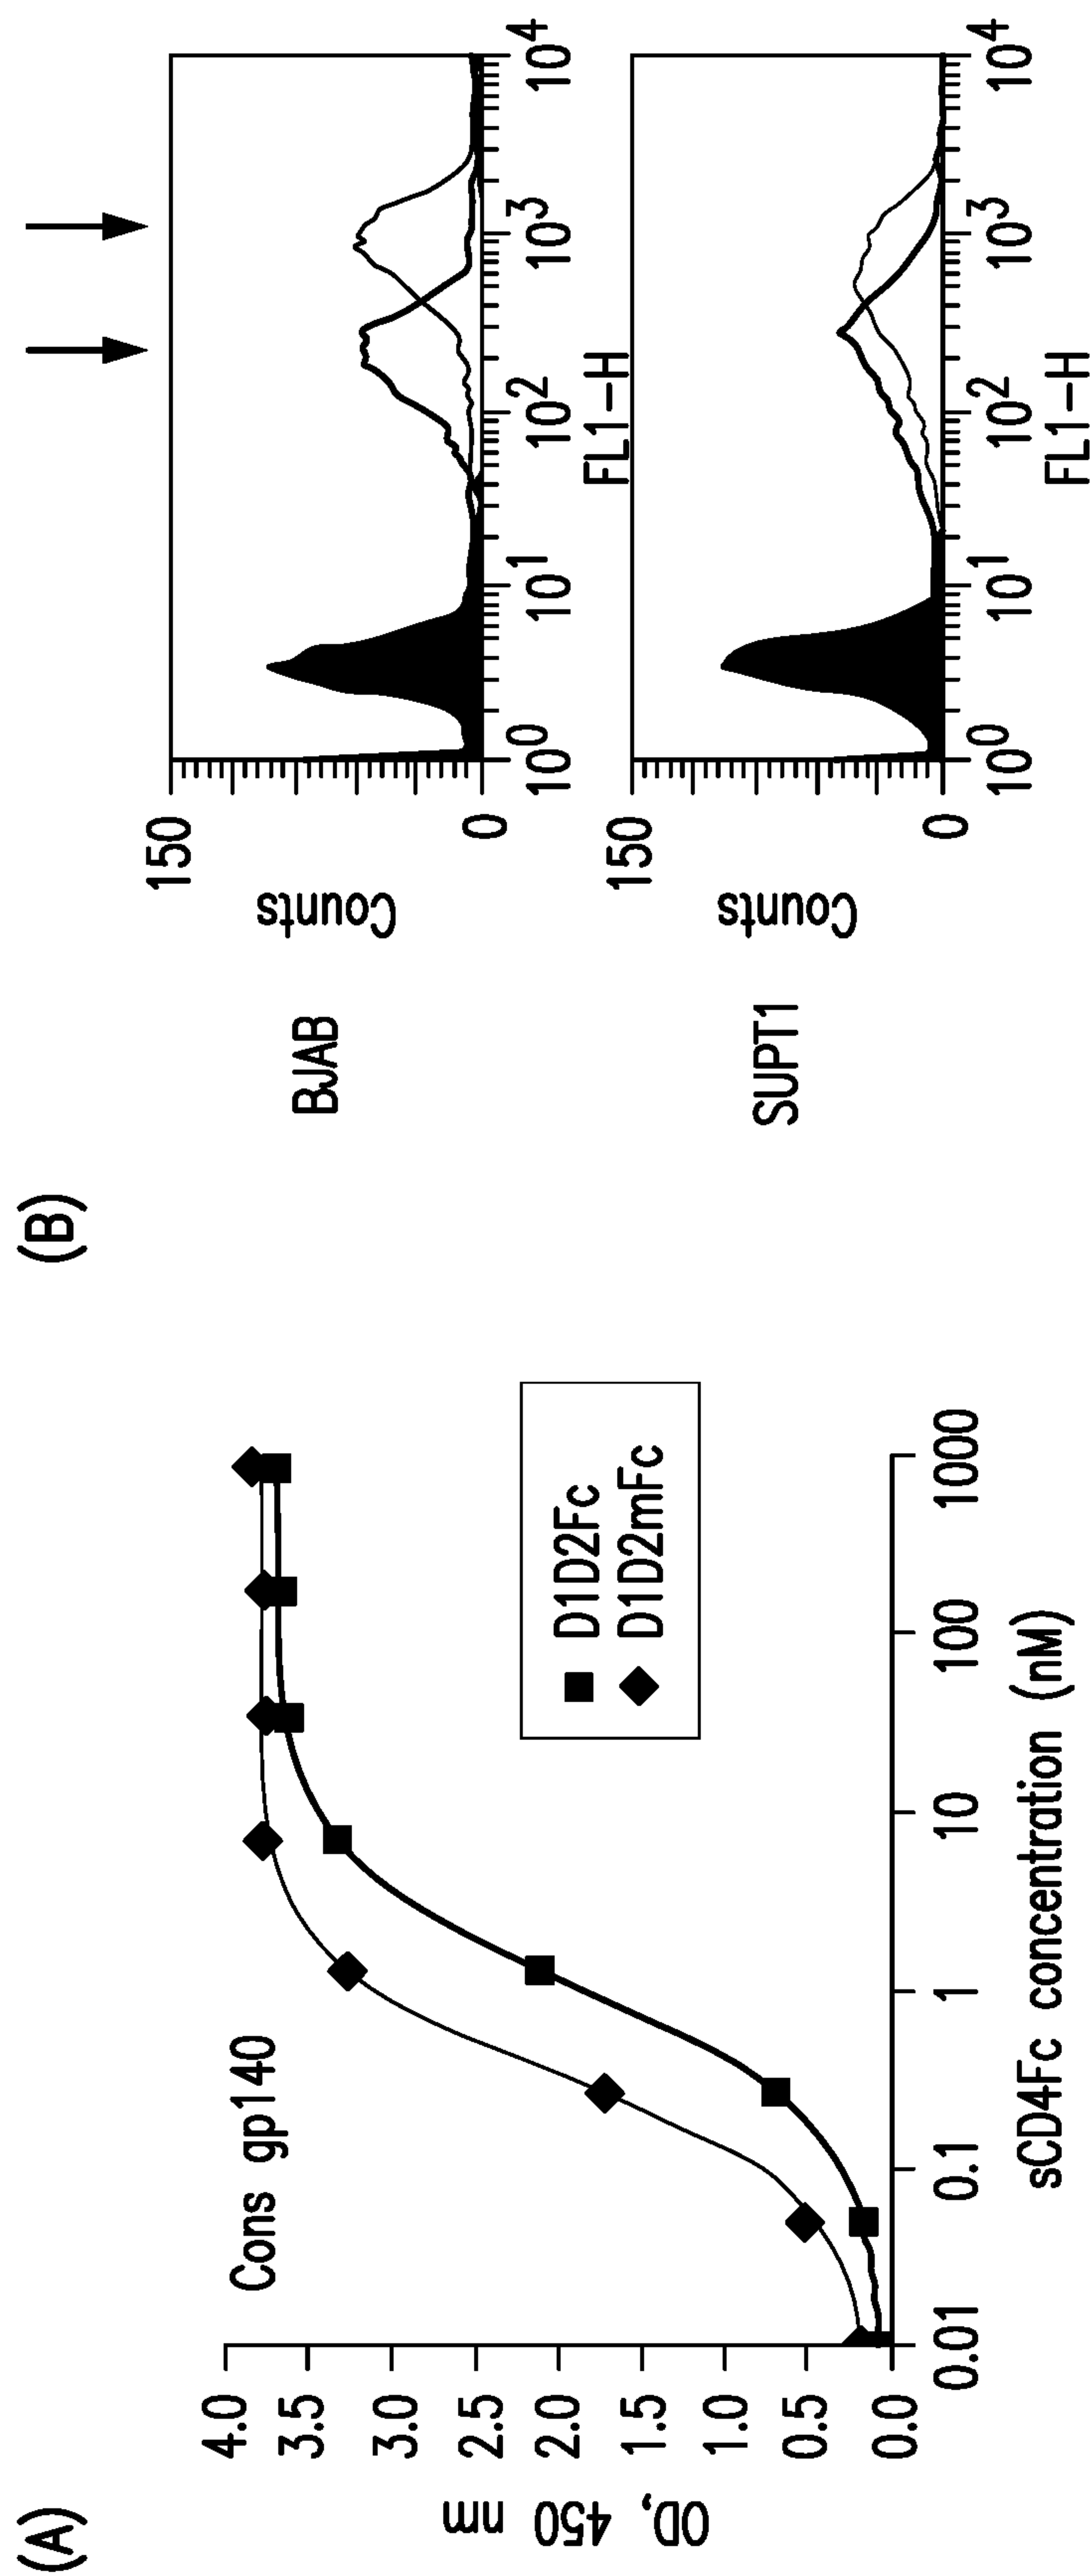 (A)
Cons gp140
OD, 450 nm
4.0
3.5
3.0
2.5
2.0
1.5
1.0
0.5
0.0
0.01
0.1
1
10
100
1000
sCD4Fc concentration (nM)
D1D2Fc
D1D2mFc
(B)
BJAB
Counts
150
0
10^0
10^1
10^2
10^3
10^4
FL1-H
SUPT1
Counts
150
0
10^0
10^1
10^2
10^3
10^4
FL1-H